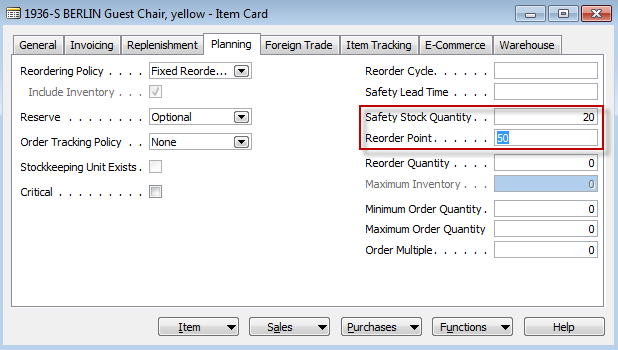 1936-S BERLIN Guest Chair, yellow - Item Card
General Invoicing Replenishment Planning Foreign Trade Item Tracking E-Commerce Warehouse
Reordering Policy . . . . Fixed Reorde...
Include Inventory . . .
Reserve . . . . . . . . . Optional
Order Tracking Policy . . None
Stockkeeping Unit Exists .
Critical . . . . . . . . .
Reorder Cycle. . . . . . .
Safety Lead Time . . . .
Safety Stock Quantity . . 20
Reorder Point . . . . . . 50
Reorder Quantity . . . . 0
Maximum Inventory . . . 0
Minimum Order Quantity . 0
Maximum Order Quantity 0
Order Multiple . . . . . . 0
Item Sales Purchases Functions Help